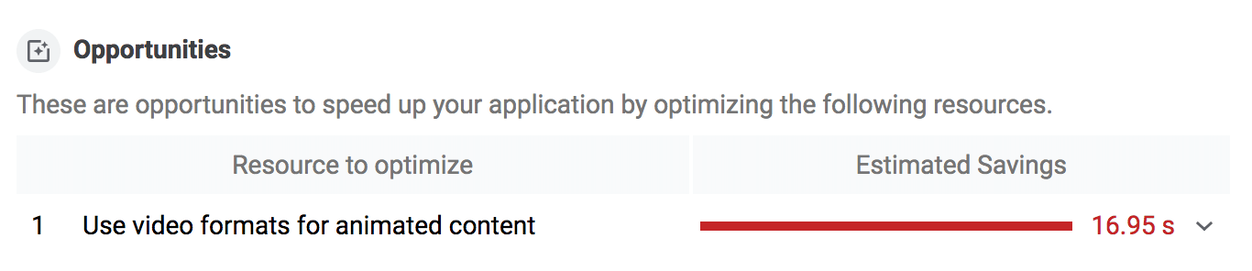 Opportunities
These are opportunities to speed up your application by optimizing the following resources.
Resource to optimize Estimated Savings
1 Use video formats for animated content 16.95 s